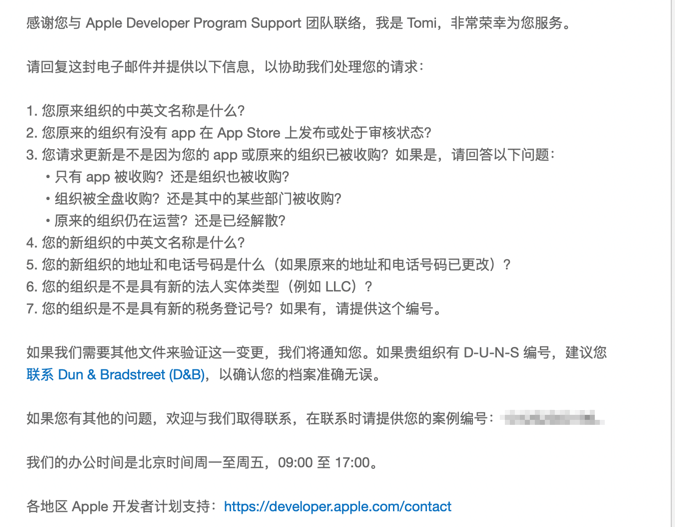 感谢您与 Apple Developer Program Support 团队联络，我是 Tomi，非常荣幸为您服务。
请回复这封电子邮件并提供以下信息，以协助我们处理您的请求：
1. 您原来组织的中英文名称是什么？
2. 您原来的组织有没有 app 在 App Store 上发布或处于审核状态？
3. 您请求更新是不是因为您的 app 或原来的组织已被收购？如果是，请回答以下问题：
• 只有 app 被收购？还是组织也被收购？
• 组织被全盘收购？还是其中的某些部门被收购？
• 原来的组织仍在运营？还是已经解散？
4. 您的新组织的中英文名称是什么？
5. 您的新组织的地址和电话号码是什么（如果原来的地址和电话号码已更改）？
6. 您的组织是不是具有新的法人实体类型（例如 LLC）？
7. 您的组织是不是具有新的税务登记号？如果有，请提供这个编号。
如果我们需要其他文件来验证这一变更，我们将通知您。如果贵组织有 D-U-N-S 编号，建议您
联系 Dun & Bradstreet (D&B)，以确认您的档案准确无误。
如果您有其他的问题，欢迎与我们取得联系，在联系时请提供您的案例编号：
我们的办公时间是北京时间周一至周五，09:00 至 17:00。
各地区 Apple 开发者计划支持：https://developer.apple.com/contact